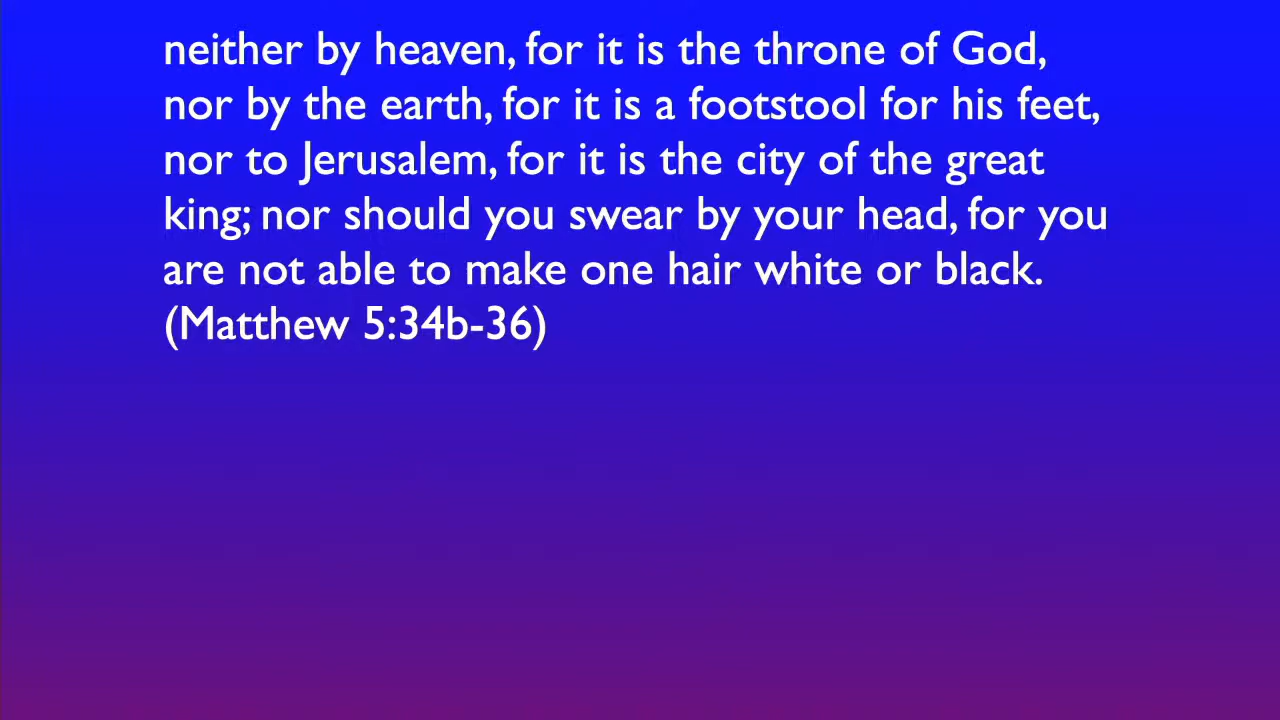 neither by heaven, for it is the throne of God,
nor by the earth, for it is a footstool for his feet,
nor to Jerusalem, for it is the city of the great
king; nor should you swear by your head, for you
are not able to make one hair white or black.
(Matthew 5:34b-36)